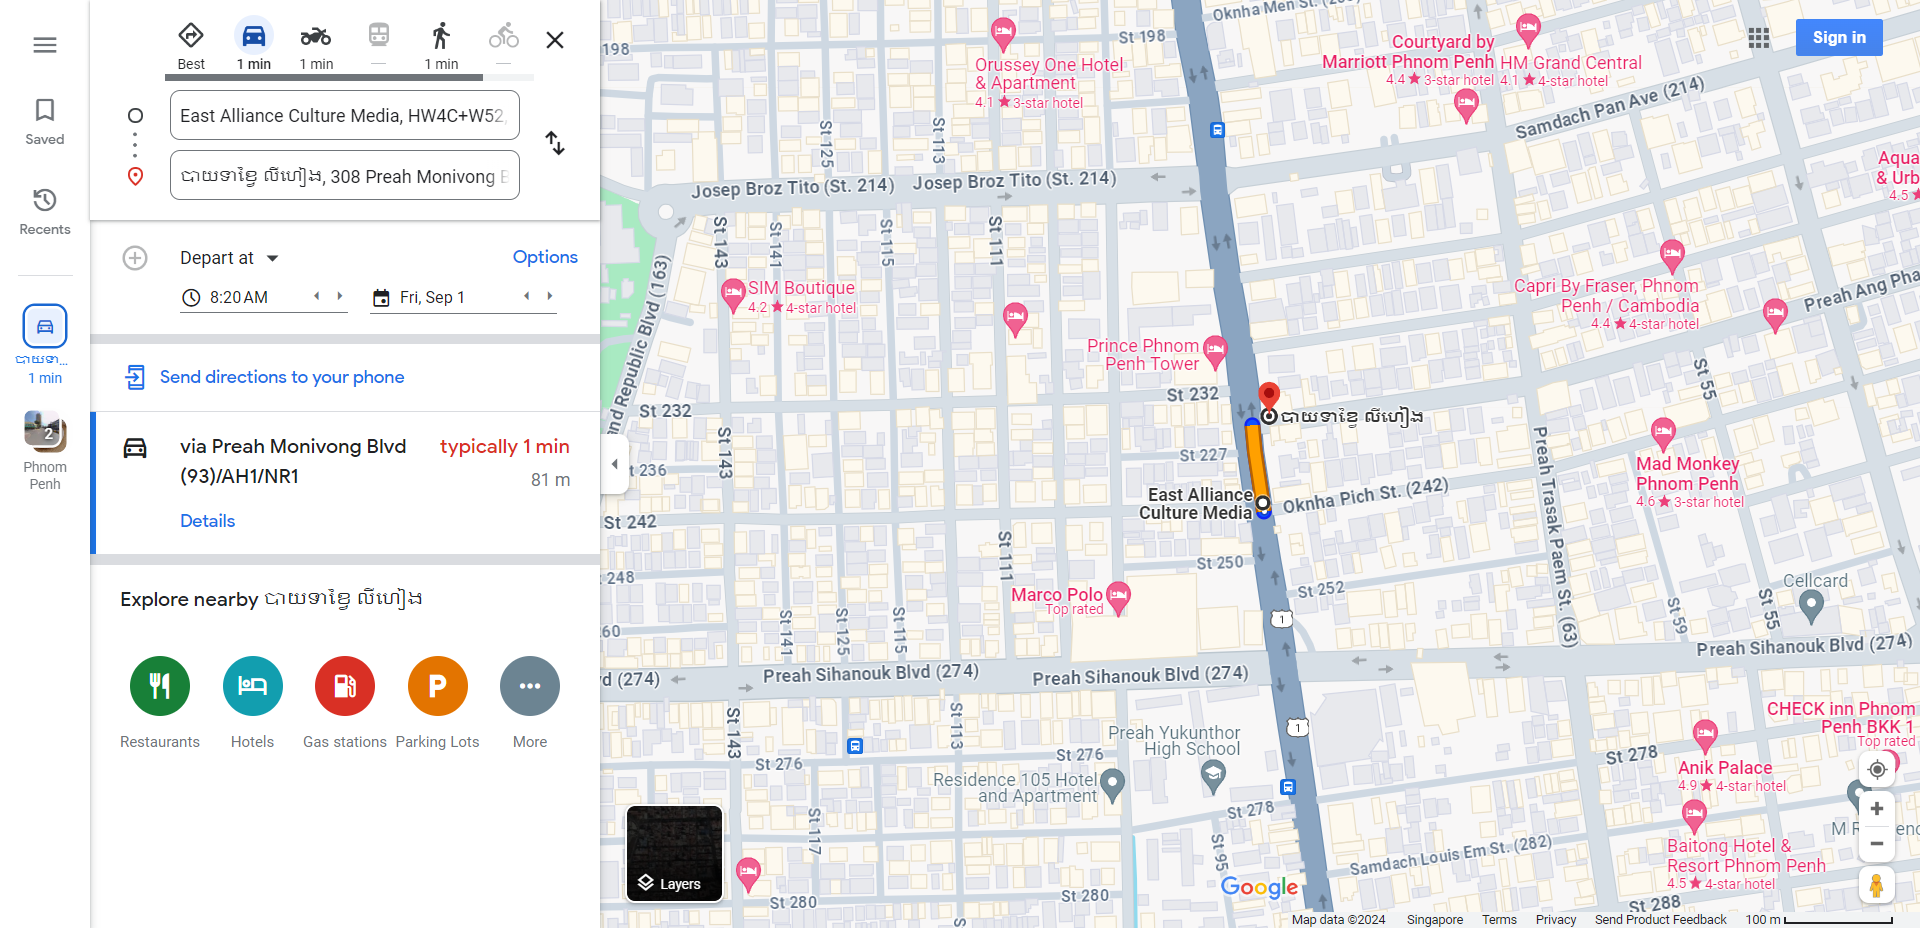 Best
1 min
1 min
1 min
East Alliance Culture Media, HW4C+W52,
បាយទាខ្វៃ លីហៀង, 308 Preah Monivong B
Saved
Recents
បាយទា...
1 min
2
Phnom
Penh
Depart at
Options
8:20 AM
Fri, Sep 1
Send directions to your phone
via Preah Monivong Blvd
(93)/AH1/NR1
typically 1 min
81 m
Details
Explore nearby បាយទាខ្វៃ លីហៀង
Restaurants
Hotels
Gas stations
P
Parking Lots
More
Sign in
198
St 198
Orussey One Hotel
& Apartment
4.1 ★ 3-star hotel
Courtyard by
Marriott Phnom Penh
4.4 ★ 3-star hotel
HM Grand Central
4.1 ★ 4-star hotel
Samdach Pan Ave (214)
St 125
St 113
Josep Broz Tito (St. 214)
Josep Broz Tito (St. 214)
Aqua
& Urb
4.5 ★
St 143
St 141
St 115
St 111
SIM Boutique
4.2 ★ 4-star hotel
Capri By Fraser, Phnom
Penh / Cambodia
4.4 ★ 4-star hotel
Preah Ang Pha
nd Republic Blvd (163)
Prince Phnom
Penh Tower
St 232
St 232
បាយទាខ្វៃ លីហៀង
St 55
St 143
St 227
t 236
East Alliance
Culture Media
Oknha Pich St. (242)
Preah Trasak Paem St. (63)
Mad Monkey
Phnom Penh
4.6 ★ 3-star hotel
St 242
St 111
St 250
St 252
248
Marco Polo
Top rated
Cellcard
St 59
St 55
1
60
St 141
St 125
St 115
Preah Sihanouk Blvd (274)
vd (274)
Preah Sihanouk Blvd (274)
Preah Sihanouk Blvd (274)
St 143
St 113
1
Preah Yukunthor
High School
CHECK inn Phnom
Penh BKK 1
Top rated
St 276
St 276
St 278
Residence 105 Hotel
and Apartment
Anik Palace
4.9 ★ 4-star hotel
St 278
St 117
St 95
Samdach Louis Em St. (282)
Baitong Hotel &
Resort Phnom Penh
4.5 ★ 4-star hotel
Layers
St 280
St 280
St 288
Google
Map data ©2024
Singapore
Terms
Privacy
Send Product Feedback
100 m